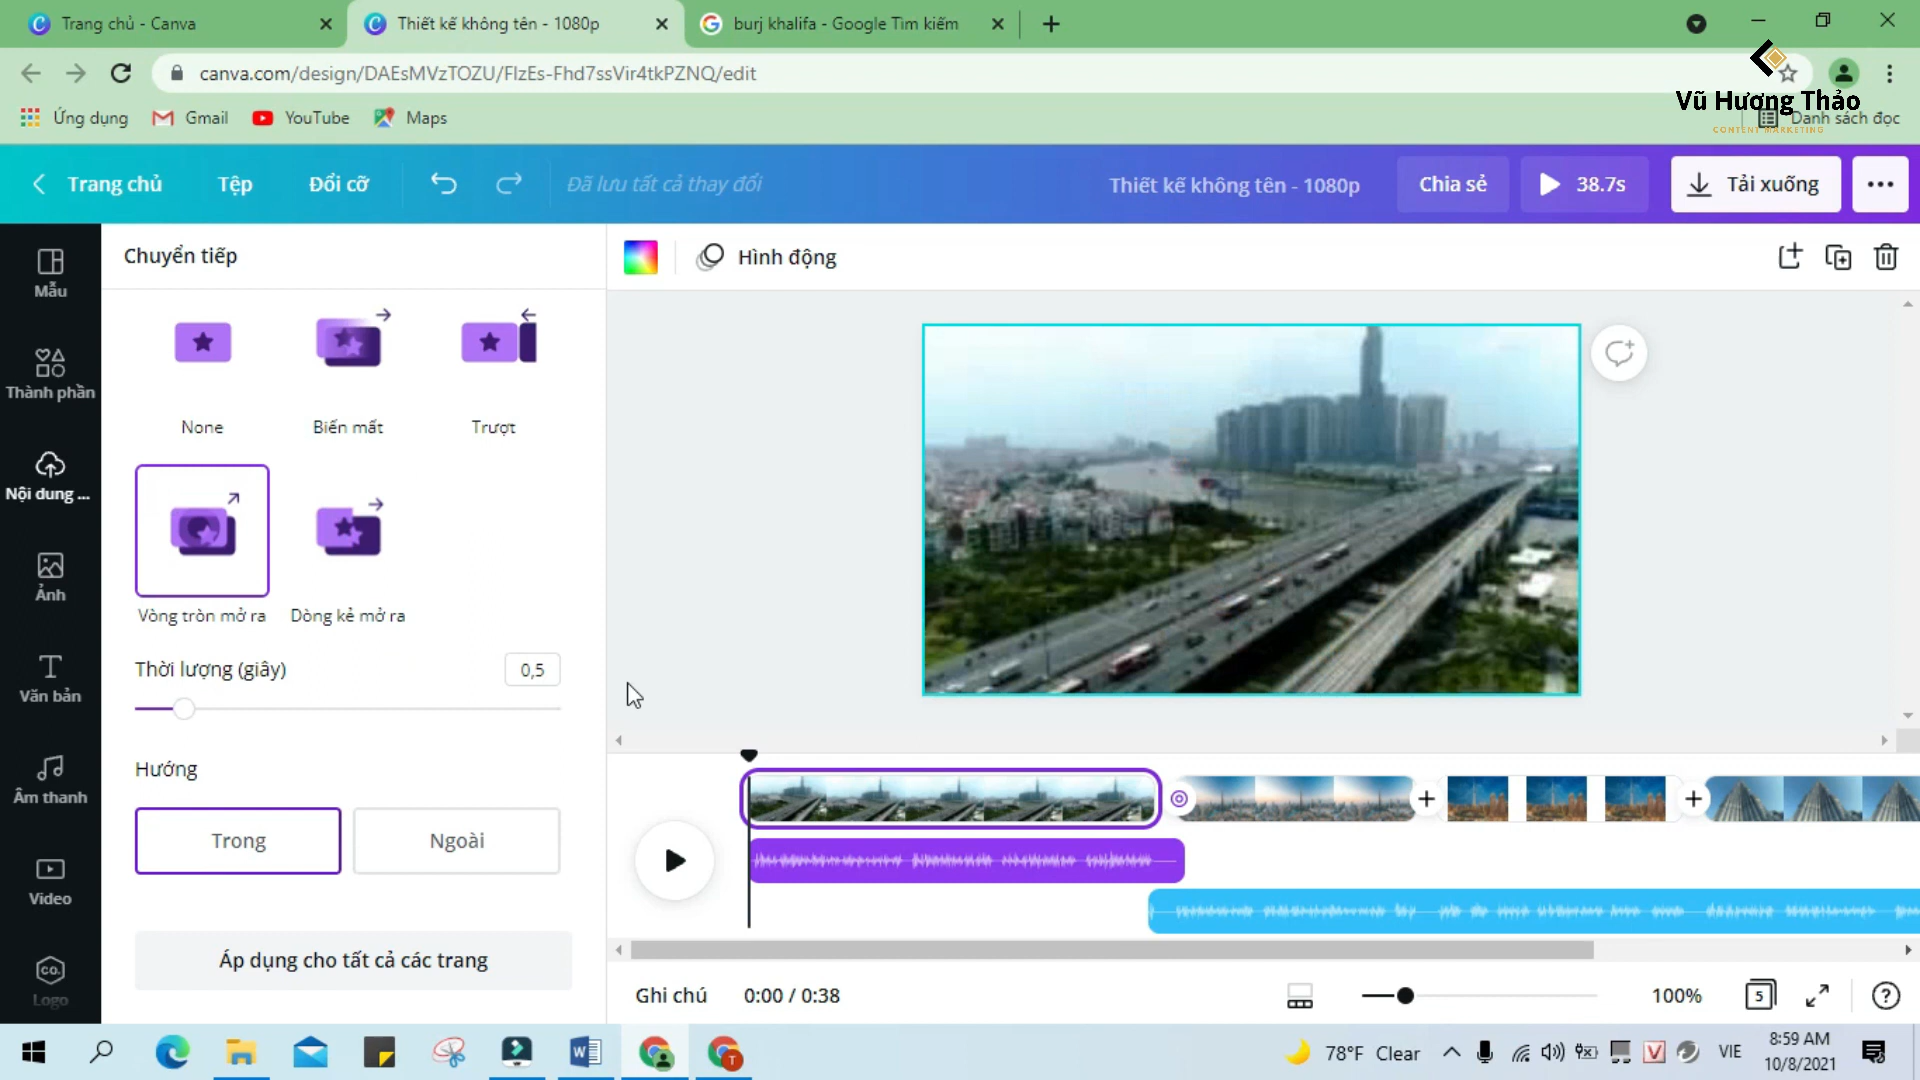 Trang chủ - Canva
Thiết kế không tên - 1080p
burj khalifa - Google Tìm kiếm
canva.com/design/DAEsMVzTOZU/FIzEs-Fhd7ssVir4tkPZNQ/edit
Vũ Hương Thảo
CONTENT MARKETING
Ứng dụng
Gmail
YouTube
Maps
Danh sách đọc
Trang chủ
Tệp
Đổi cỡ
Đã lưu tất cả thay đổi
Thiết kế không tên - 1080p
Chia sẻ
38.7s
Tải xuống
Mẫu
Thành phần
Nội dung ...
Ảnh
Văn bản
Âm thanh
Video
CO.
Logo
Chuyển tiếp
None
Biến mất
Trượt
Vòng tròn mở ra
Dòng kẻ mở ra
Thời lượng (giây)
0,5
Hướng
Trong
Ngoài
Áp dụng cho tất cả các trang
Hình động
Ghi chú
0:00 / 0:38
100%
5
78°F Clear
VIE
8:59 AM
10/8/2021